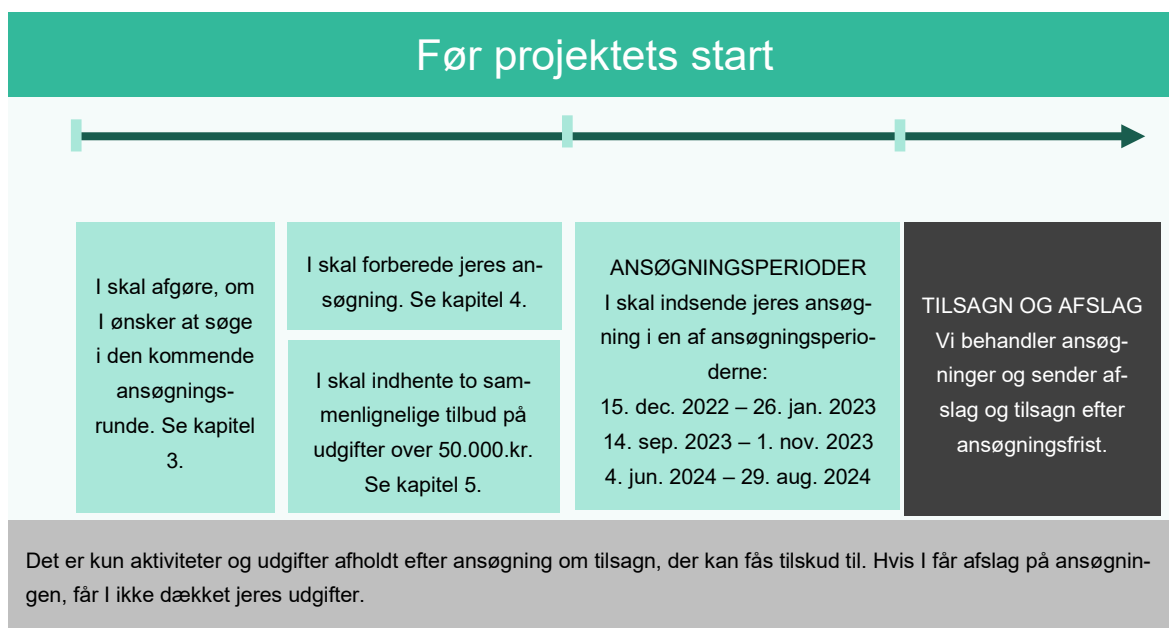 Før projektets start
I skal afgøre, om
I ønsker at søge
i den kommende
ansøgnings-
runde. Se kapitel
3.
I skal forberede jeres an-
søgning. Se kapitel 4.
I skal indhente to sam-
menlignelige tilbud på
udgifter over 50.000.kr.
Se kapitel 5.
ANSØGNINGSPERIODER
I skal indsende jeres ansøg-
ning i en af ansøgningsperio-
derne:
15. dec. 2022 – 26. jan. 2023
14. sep. 2023 – 1. nov. 2023
4. jun. 2024 – 29. aug. 2024
TILSAGN OG AFSLAG
Vi behandler ansøg-
ninger og sender af-
slag og tilsagn efter
ansøgningsfrist.
Det er kun aktiviteter og udgifter afholdt efter ansøgning om tilsagn, der kan fås tilskud til. Hvis I får afslag på ansøgnin-
gen, får I ikke dækket jeres udgifter.